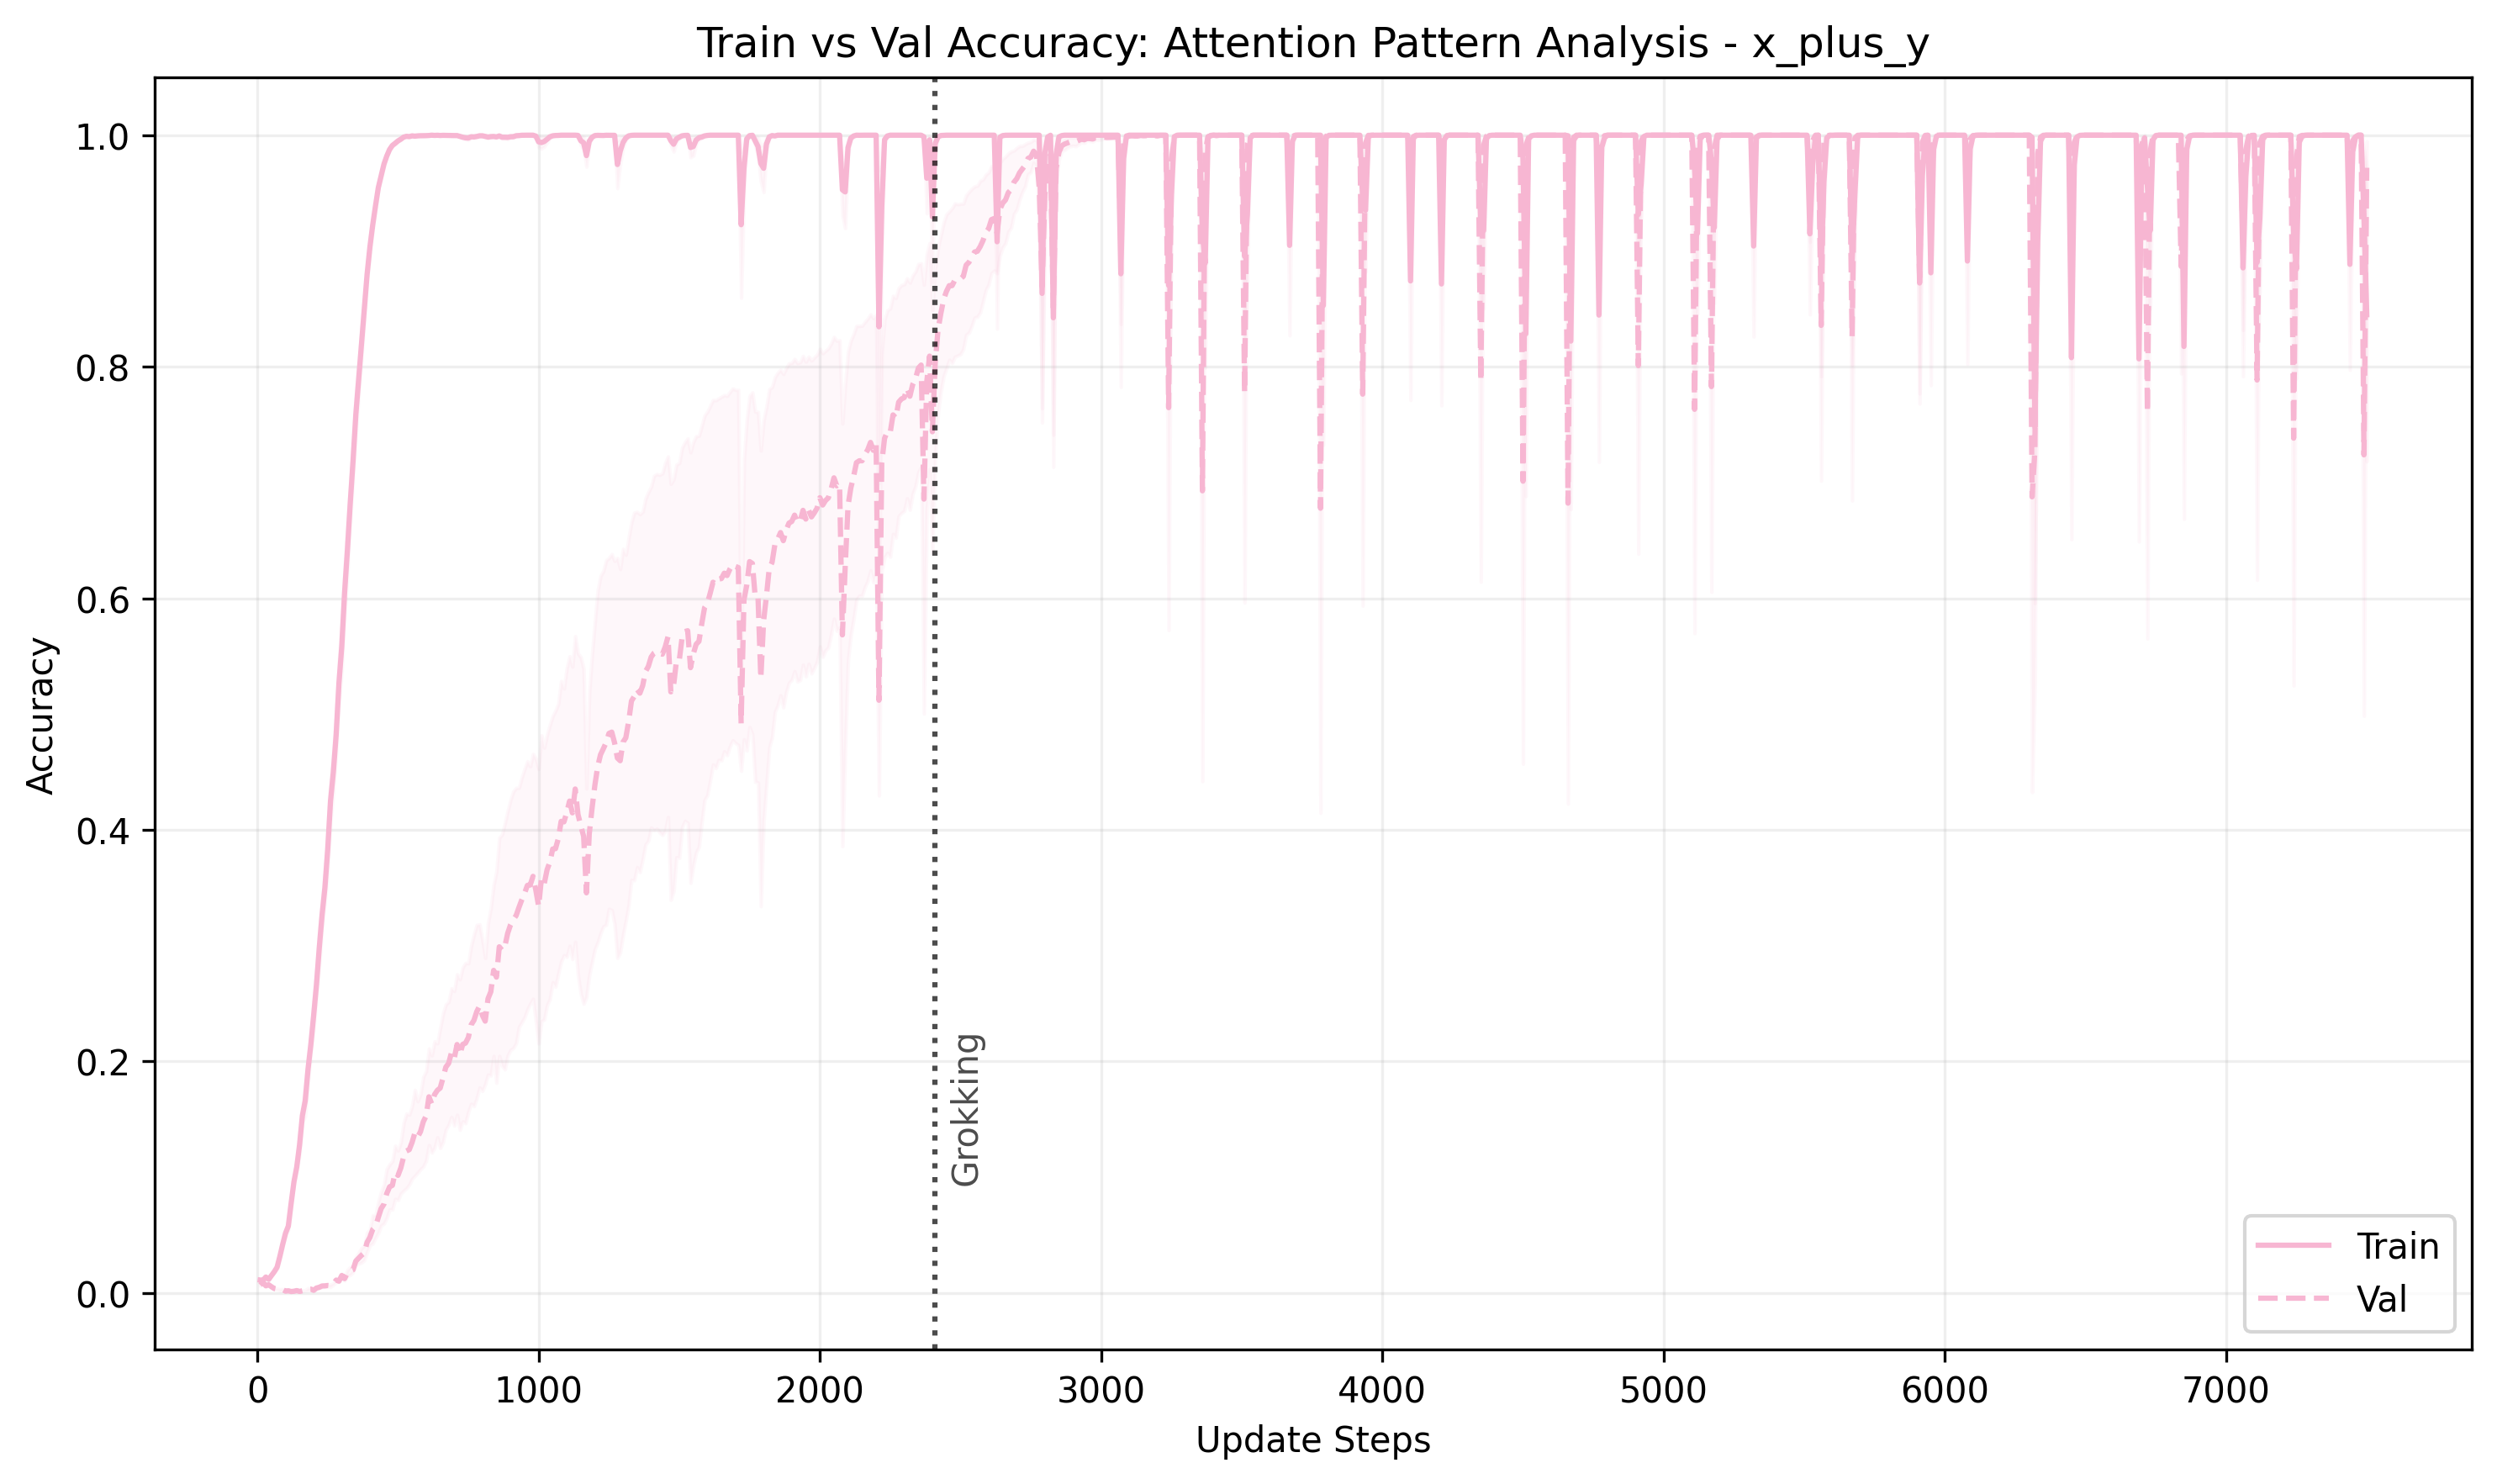 Train vs Val Accuracy: Attention Pattern Analysis - x_plus_y
Accuracy
1.0
0.8
0.6
0.4
0.2
0.0
Grokking
Train
Val
0 1000 2000 3000 4000 5000 6000 7000
Update Steps